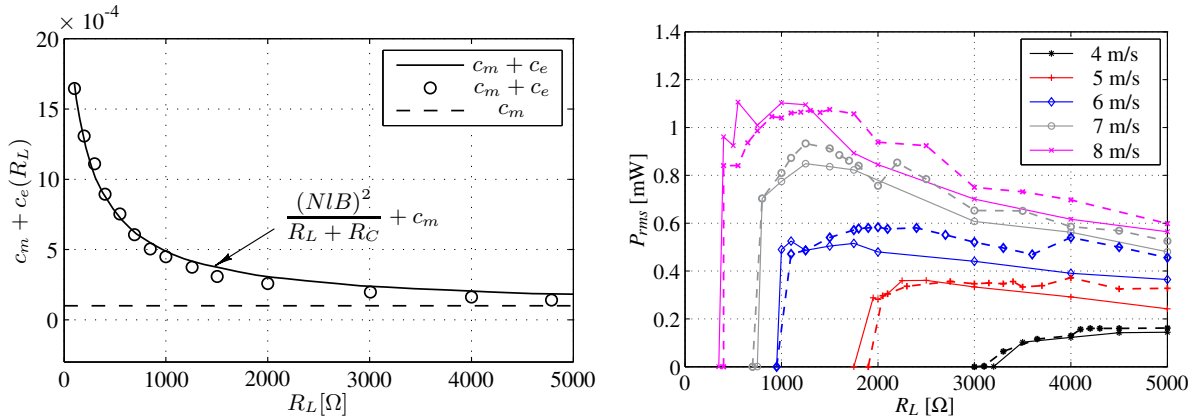 × 10⁻⁴
20
15
10
5
0
c_m + c_e(R_L)
c_m + c_e
c_m + c_e
c_m
(NlB)²
R_L + R_C
+ c_m
0 1000 2000 3000 4000 5000
R_L[Ω]
1.4
1.2
1
0.8
0.6
0.4
0.2
0
P_rms [mW]
4 m/s
5 m/s
6 m/s
7 m/s
8 m/s
0 1000 2000 3000 4000 5000
R_L [Ω]